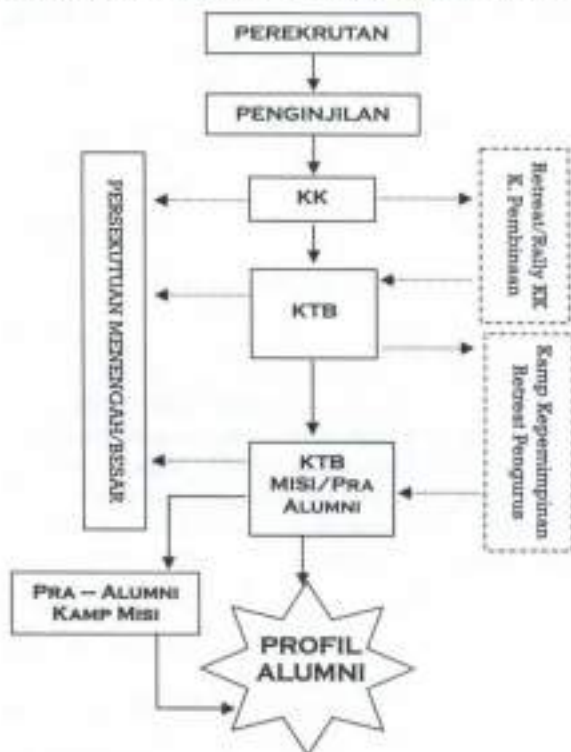 PEREKRUTAN
PENGINJILAN
KK
PERSEKUTUAN MENENGAH/BESAR
Retreat/Rally KK
K. Pembinaan
KTB
Kamp Kepemimpinan
Retreat Pengurus
KTB
MISI/PRA
ALUMNI
PRA – ALUMNI
KAMP MISI
PROFIL
ALUMNI